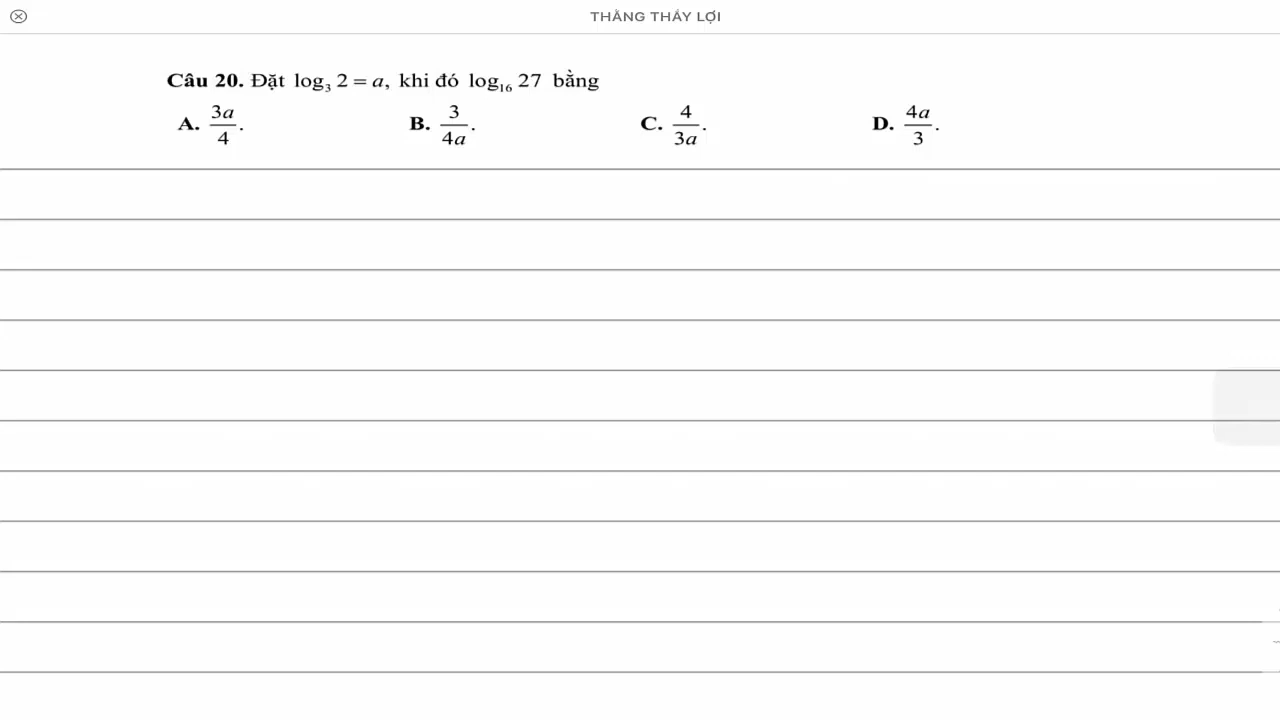 THẮNG THẦY LỢI
Câu 20. Đặt log₃ 2 = a, khi đó log₁₆ 27 bằng
A. 3a/4. B. 3/4a. C. 4/3a. D. 4a/3.